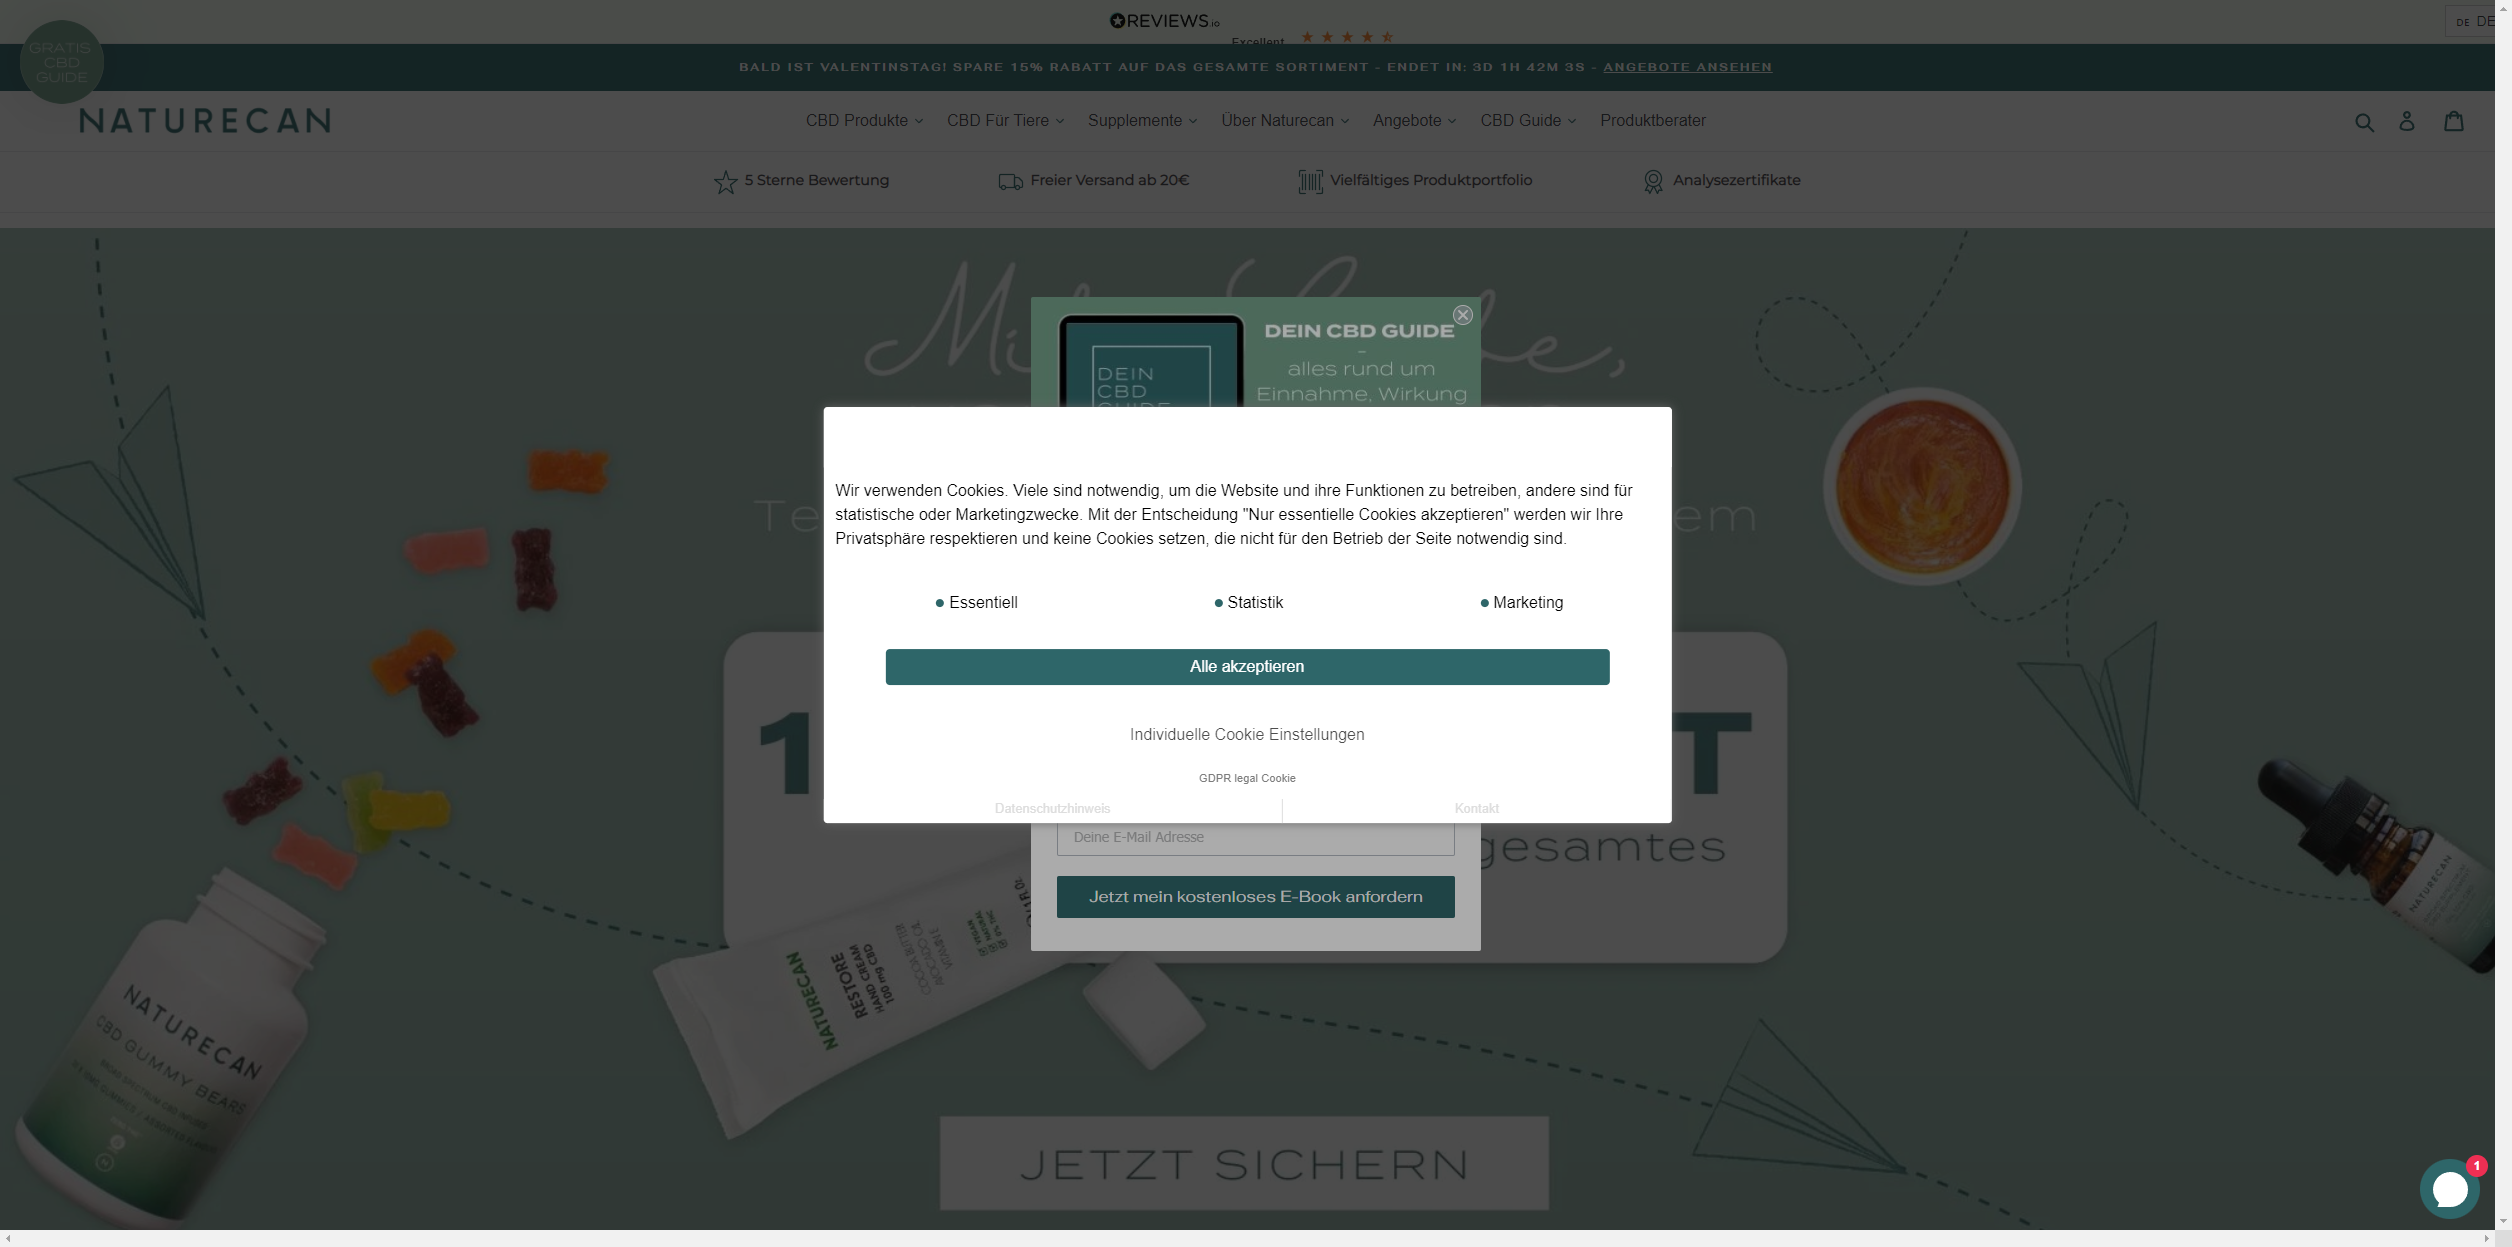 REVIEWS io
Excellent
DE DE
GRATIS
CBD
GUIDE
BALD IST VALENTINSTAG! SPARE 15% RABATT AUF DAS GESAMTE SORTIMENT - ENDET IN: 3D 1H 42M 3S - ANGEBOTE ANSEHEN
NATURECAN
CBD Produkte
CBD Für Tiere
Supplemente
Über Naturecan
Angebote
CBD Guide
Produktberater
5 Sterne Bewertung
Freier Versand ab 20€
Vielfältiges Produktportfolio
Analysezertifikate
DEIN CBD GUIDE
–
alles rund um
Einnahme, Wirkung
DEIN
CBD
GUIDE
Wir verwenden Cookies. Viele sind notwendig, um die Website und ihre Funktionen zu betreiben, andere sind für
statistische oder Marketingzwecke. Mit der Entscheidung "Nur essentielle Cookies akzeptieren" werden wir Ihre
Privatsphäre respektieren und keine Cookies setzen, die nicht für den Betrieb der Seite notwendig sind.
Essentiell
Statistik
Marketing
Alle akzeptieren
Individuelle Cookie Einstellungen
GDPR legal Cookie
Datenschutzhinweis
Kontakt
Deine E-Mail Adresse
gesamtes
Jetzt mein kostenloses E-Book anfordern
NATURECAN
RESTORE
HAND CREAM
100 mg CBD
COCOA BUTTER
AVOCADO OIL
VITAMIN E
NATURECAN
CBD GUMMY BEARS
NATURECAN
JETZT SICHERN
1